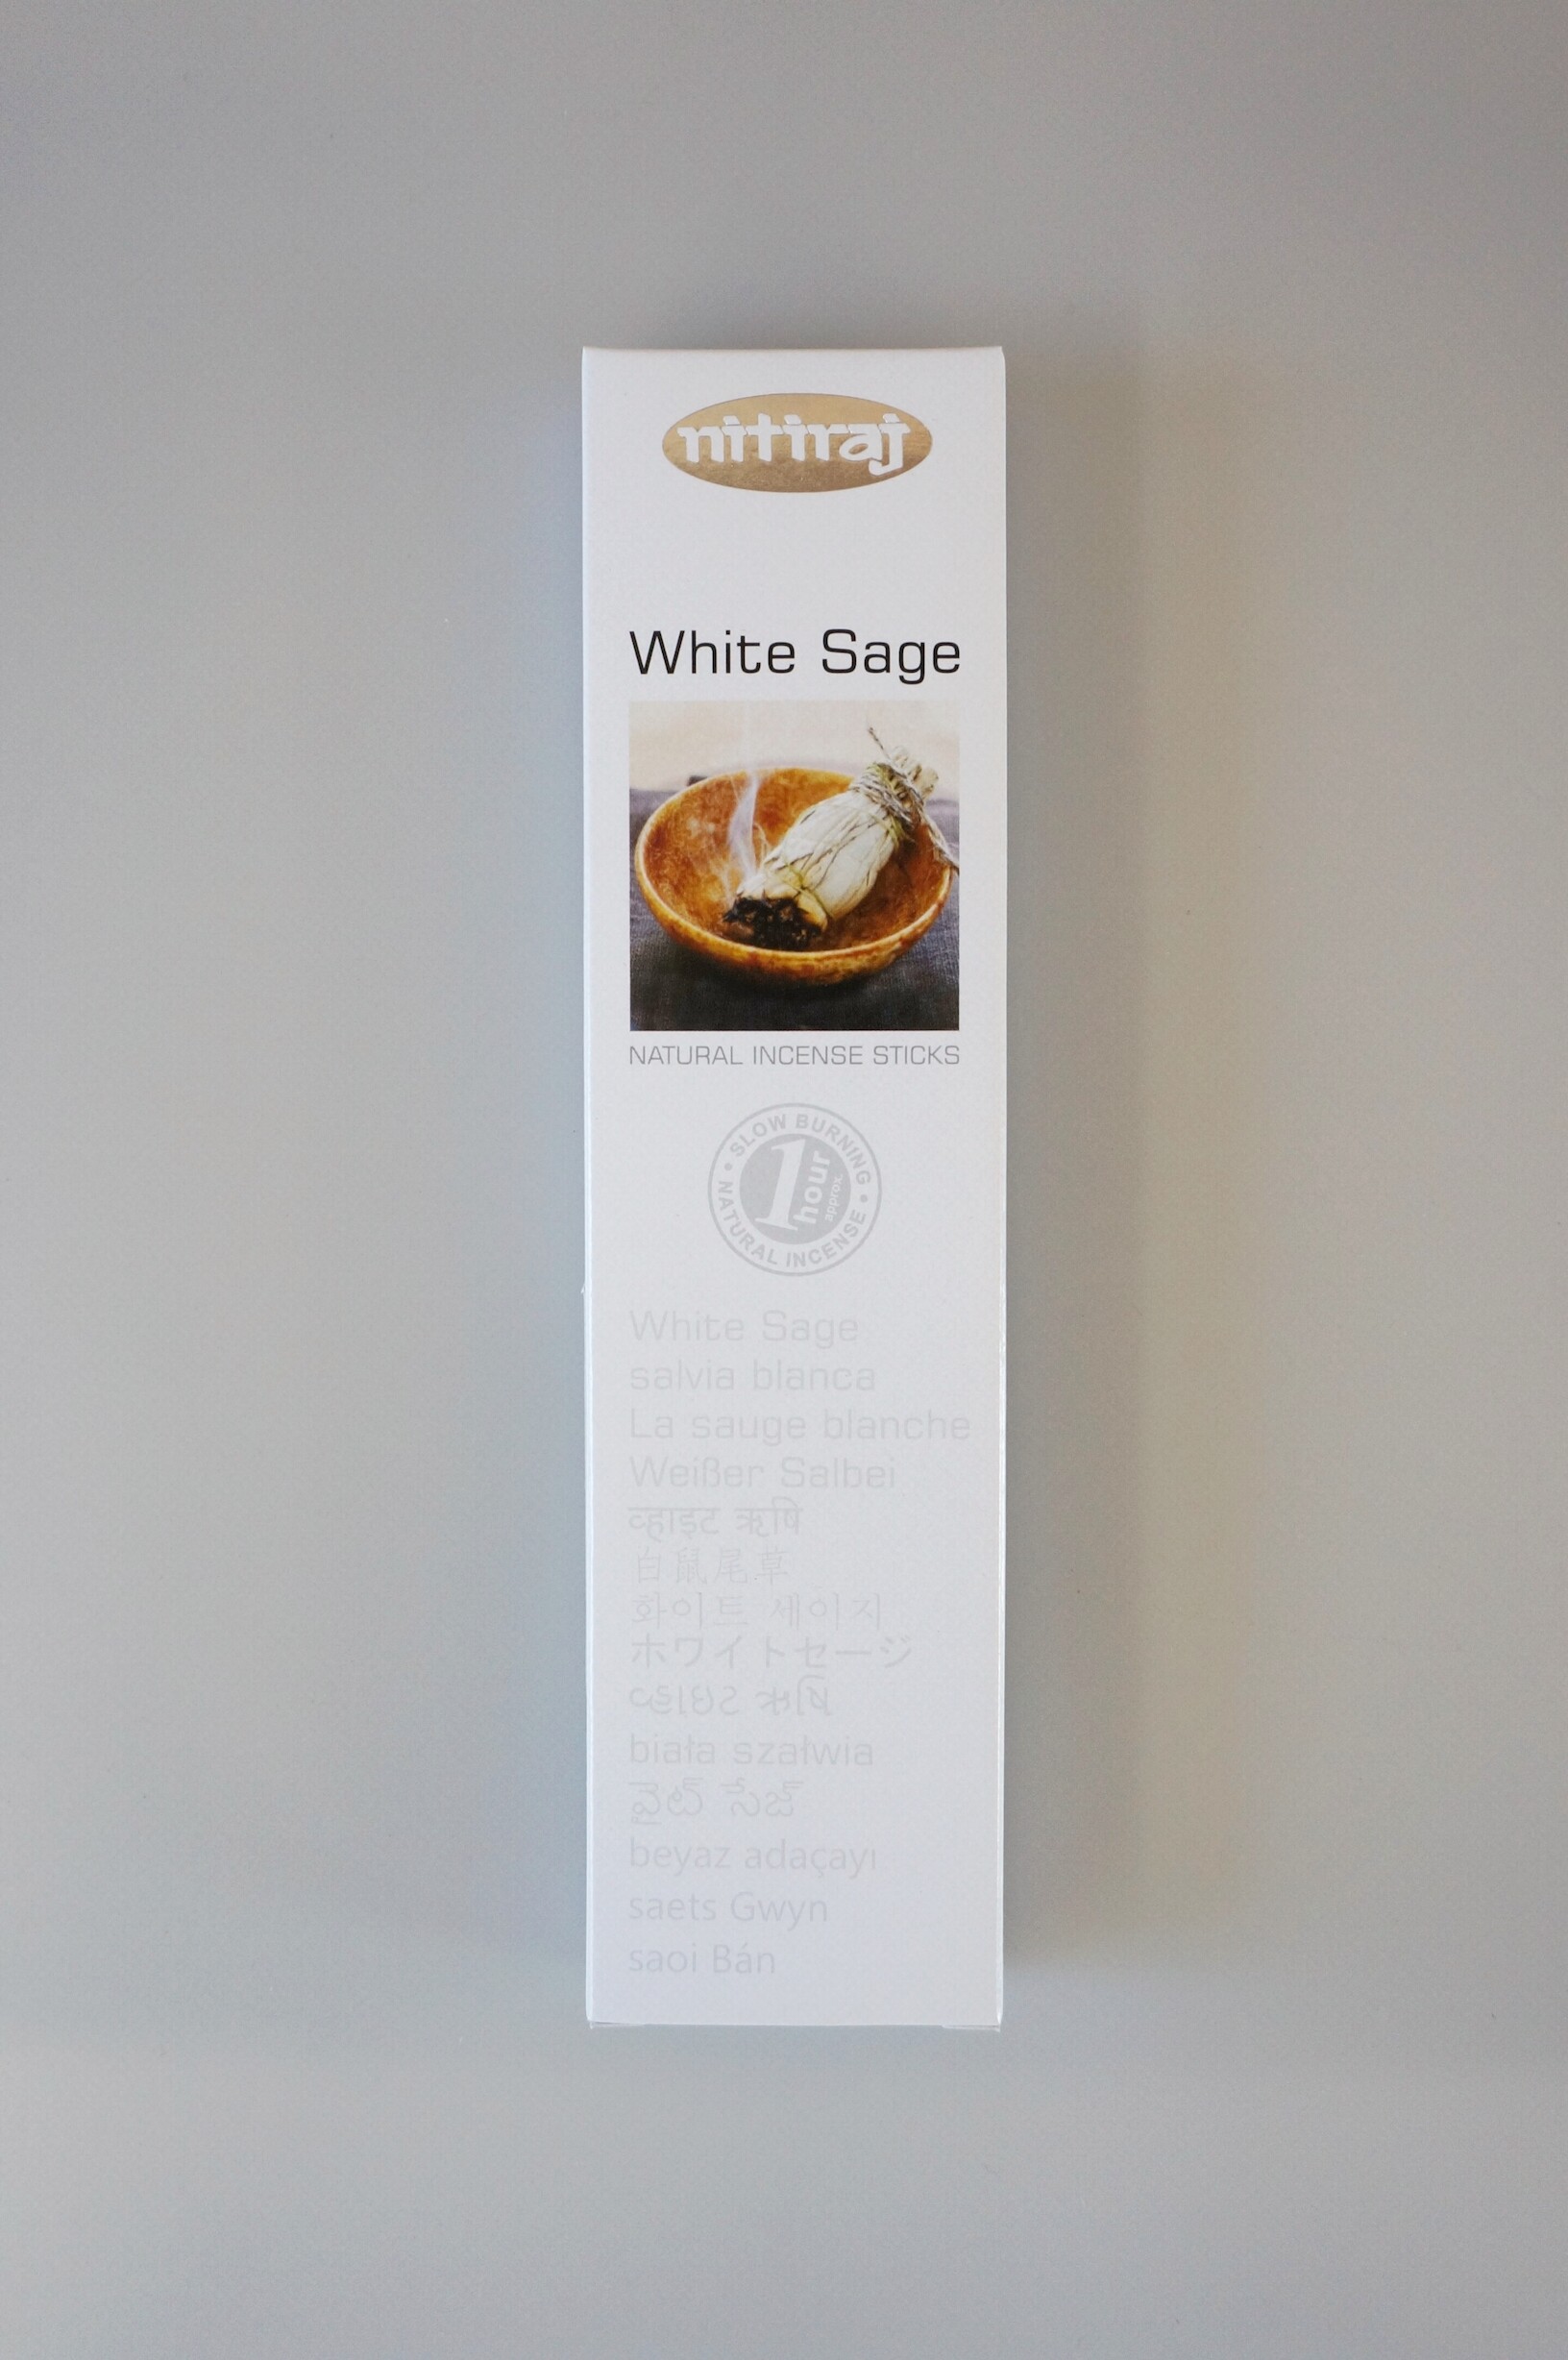 nitiraj
White Sage
NATURAL INCENSE STICKS
• SLOW BURNING •
1 hour approx.
NATURAL INCENSE
White Sage
salvia blanca
La sauge blanche
Weißer Salbei
व्हाइट ऋषि
白鼠尾草
화이트 세이지
ホワイトセージ
વ્હાઇટ ઋષિ
biała szałwia
వైట్ సేజ్
beyaz adaçayı
saets Gwyn
saoi Bán